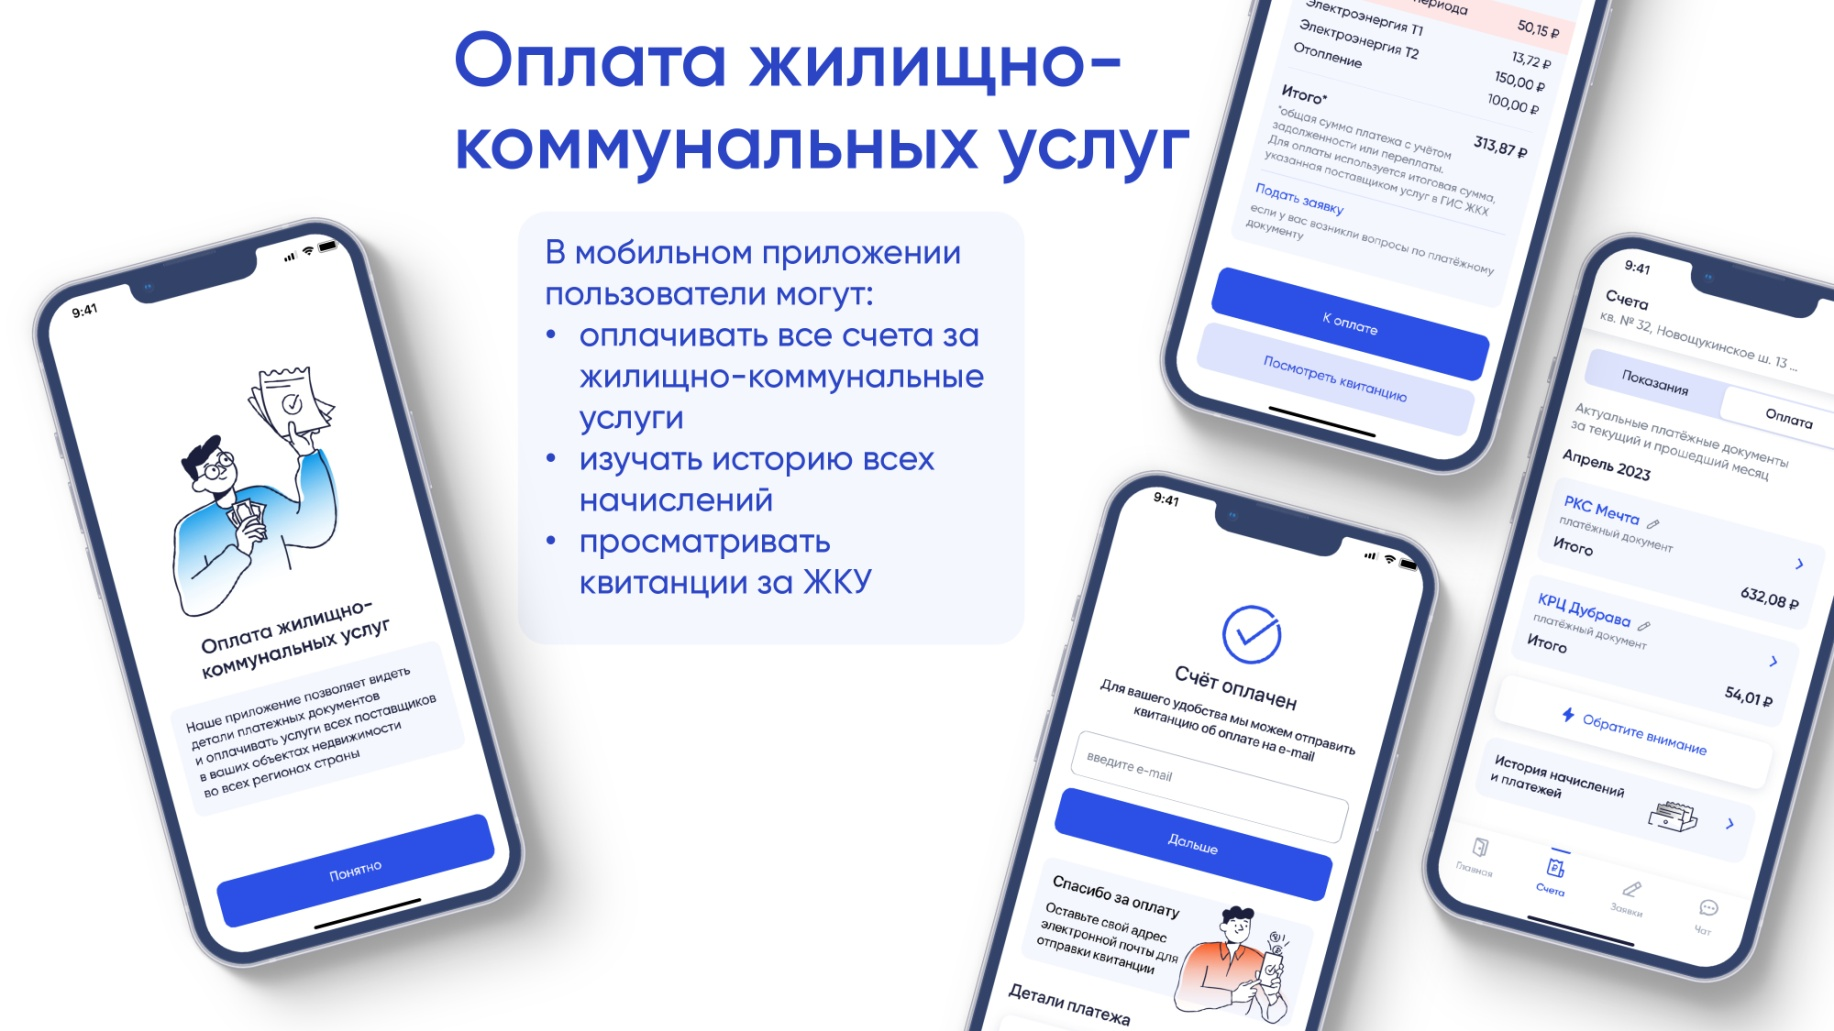 Оплата жилищно-
коммунальных услуг
В мобильном приложении
пользователи могут:
• оплачивать все счета за
жилищно-коммунальные
услуги
• изучать историю всех
начислений
• просматривать
квитанции за ЖКУ
9:41
Оплата жилищно-
коммунальных услуг
Наше приложение позволяет видеть
детали платежных документов
и оплачивать услуги всех поставщиков
в ваших объектах недвижимости
во всех регионах страны
Понятно
периода 50,15 ₽
Электроэнергия Т1 13,72 ₽
Электроэнергия Т2 150,00 ₽
Отопление 100,00 ₽
Итого* 313,87 ₽
*общая сумма платежа с учётом
задолженности или переплаты.
Для оплаты используется итоговая сумма,
указанная поставщиком услуг в ГИС ЖКХ
Подать заявку
если у вас возникли вопросы по платёжному
документу
К оплате
Посмотреть квитанцию
9:41
Счёт оплачен
Для вашего удобства мы можем отправить
квитанцию об оплате на e-mail
введите e-mail
Дальше
Спасибо за оплату
Оставьте свой адрес
электронной почты для
отправки квитанции
Детали платежа
9:41
Счета
кв. № 32, Новощукинское ш. 13 ...
Показания Оплата
Актуальные платёжные документы
за текущий и прошедший месяц
Апрель 2023
РКС Мечта
платёжный документ
Итого 632,08 ₽
КРЦ Дубрава
платёжный документ
Итого 54,01 ₽
Обратите внимание
История начислений
и платежей
Главная Счета Заявки Чат